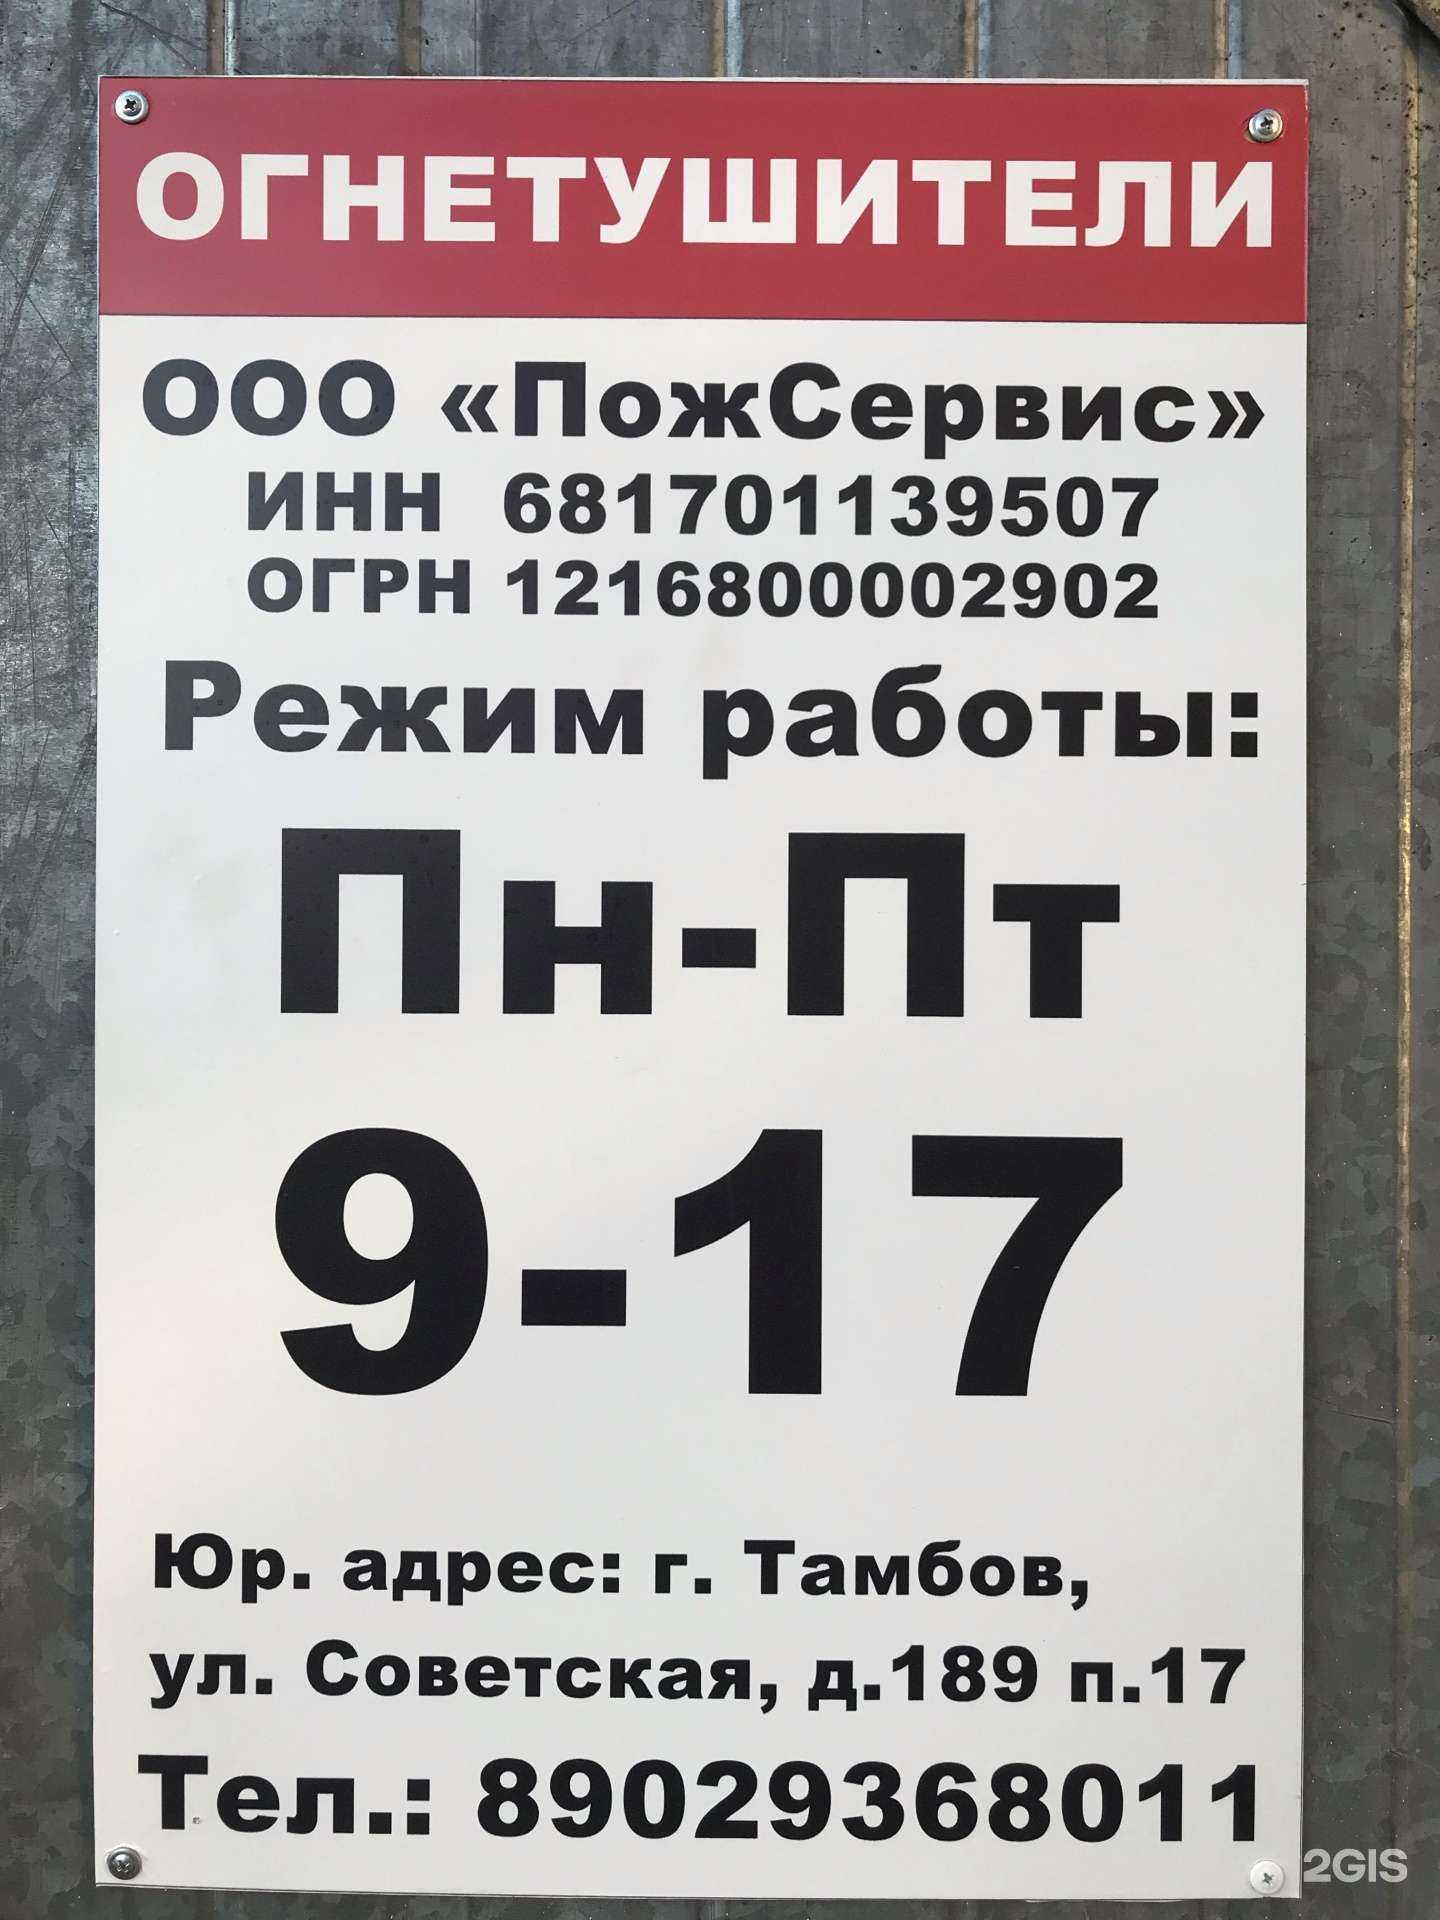 ОГНЕТУШИТЕЛИ
ООО «ПожСервис»
ИНН 681701139507
ОГРН 1216800002902
Режим работы:
Пн-Пт
9-17
Юр. адрес: г. Тамбов,
ул. Советская, д.189 п.17
Тел.: 89029368011
2GIS